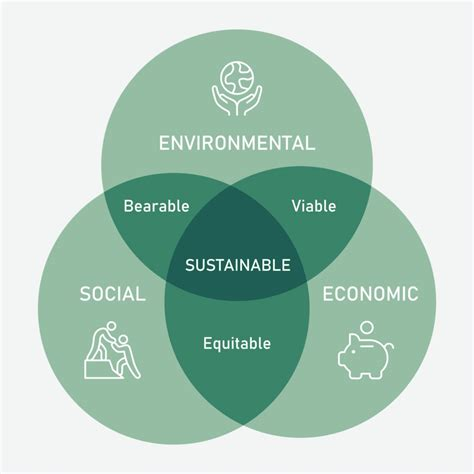 ENVIRONMENTAL
Bearable
Viable
SUSTAINABLE
SOCIAL
ECONOMIC
Equitable